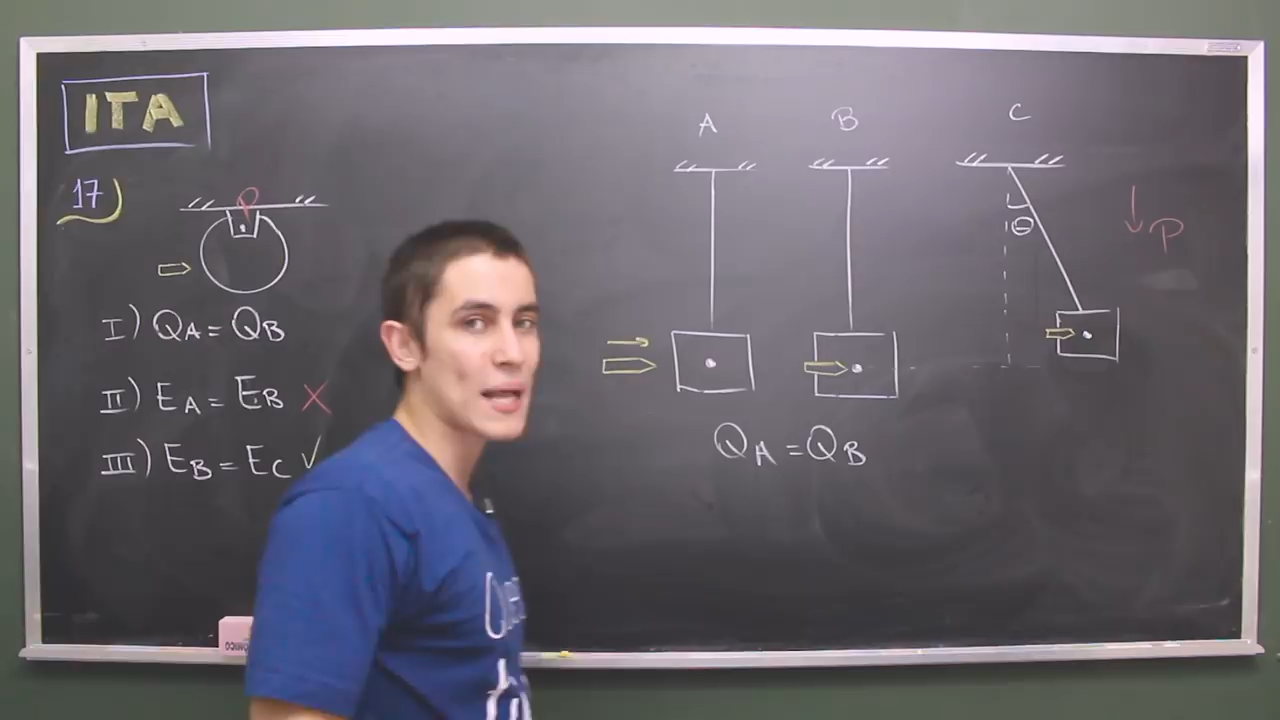 ITA
17)
P
I) QA = QB
II) EA = EB X
III) EB = EC ✓
A B C
θ
P
QA = QB